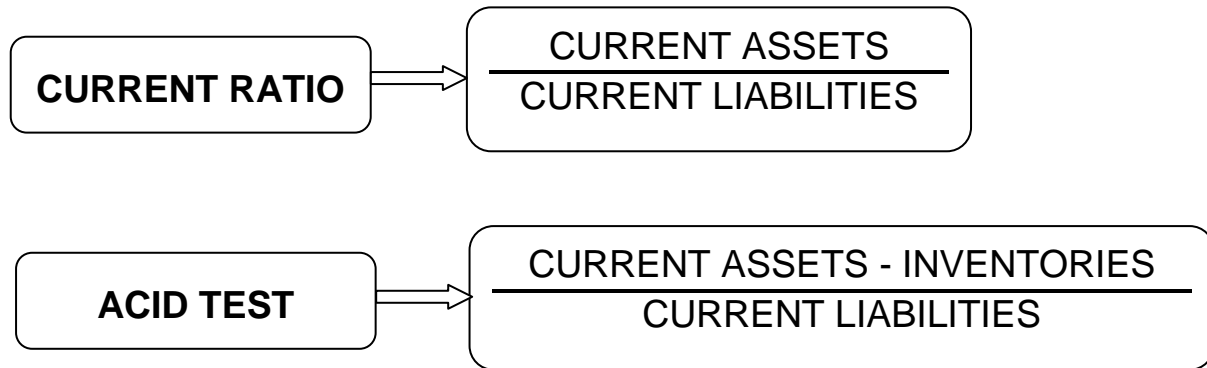 CURRENT RATIO
CURRENT ASSETS
CURRENT LIABILITIES
ACID TEST
CURRENT ASSETS - INVENTORIES
CURRENT LIABILITIES